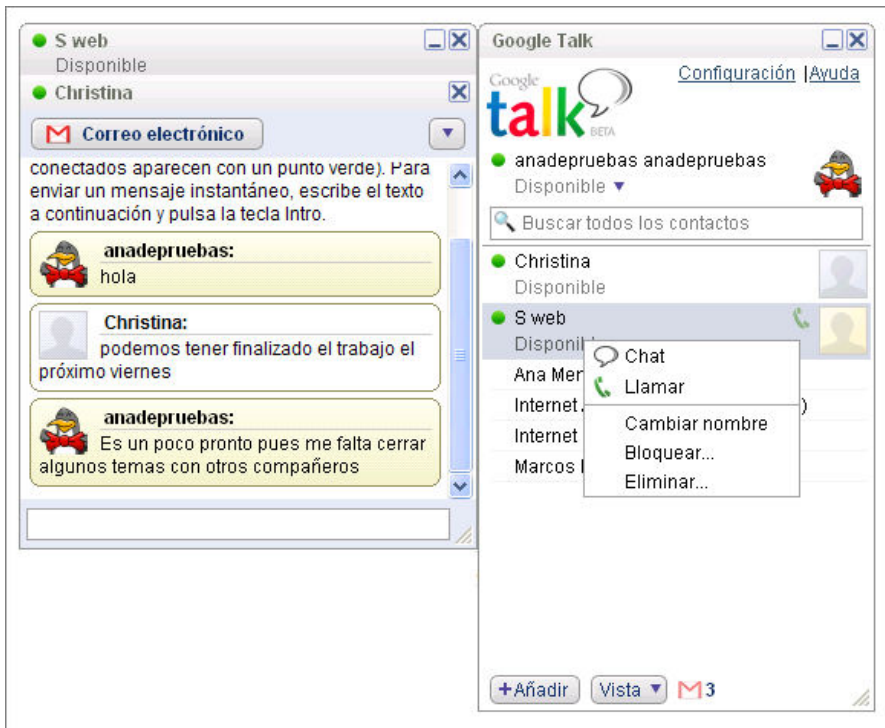 S web
Disponible
Christina
Correo electrónico
conectados aparecen con un punto verde). Para
enviar un mensaje instantáneo, escribe el texto
a continuación y pulsa la tecla Intro.
anadepruebas:
hola
Christina:
podemos tener finalizado el trabajo el
próximo viernes
anadepruebas:
Es un poco pronto pues me falta cerrar
algunos temas con otros compañeros
Google Talk
Configuración | Ayuda
Google
talk
BETA
anadepruebas anadepruebas
Disponible
Buscar todos los contactos
Christina
Disponible
S web
Ana
Internet )
Internet
Marcos
Chat
Llamar
Cambiar nombre
Bloquear...
Eliminar...
+Añadir
Vista
3